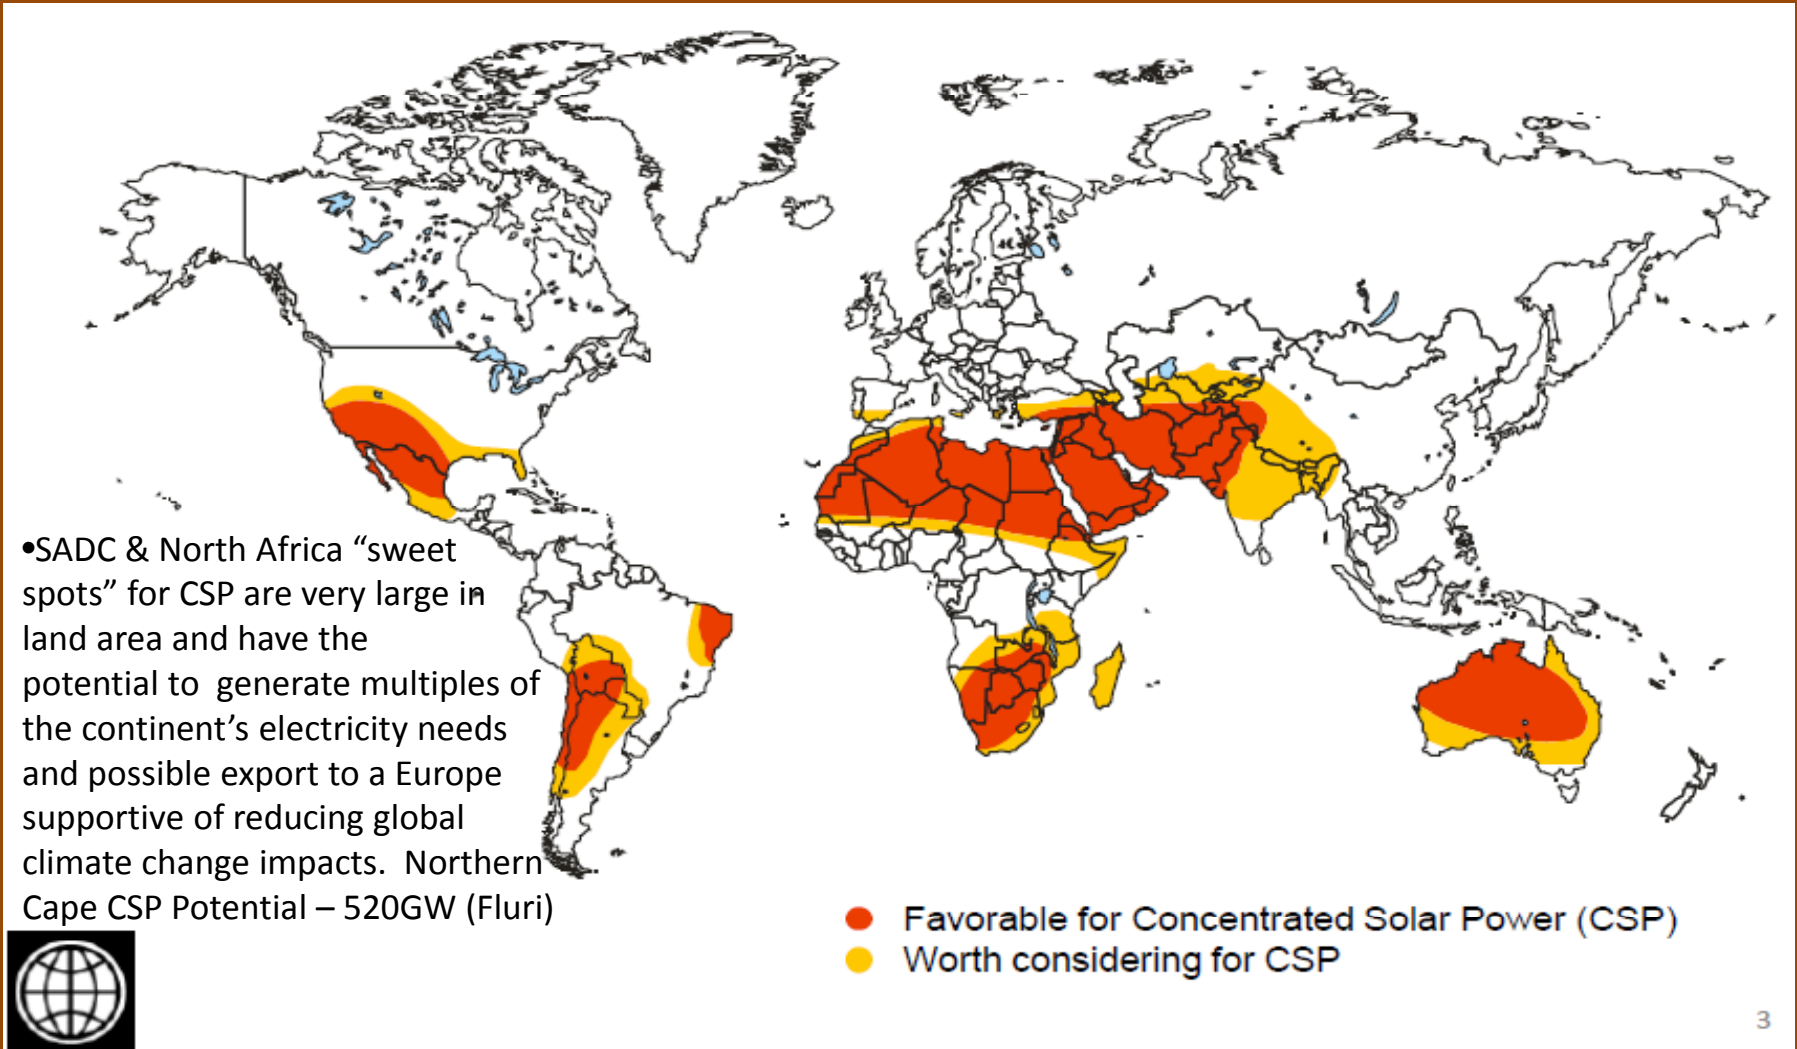 •SADC & North Africa “sweet
spots” for CSP are very large in
land area and have the
potential to  generate multiples of
the continent’s electricity needs
and possible export to a Europe
supportive of reducing global
climate change impacts.  Northern
Cape CSP Potential – 520GW (Fluri)
Favorable for Concentrated Solar Power (CSP)
Worth considering for CSP
3